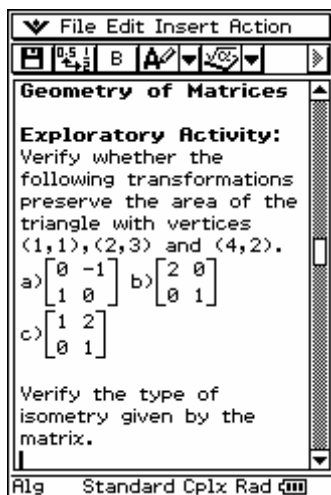 File Edit Insert Action
0.5 1 2 B A α
Geometry of Matrices
Exploratory Activity:
Verify whether the
following transformations
preserve the area of the
triangle with vertices
(1,1),(2,3) and (4,2).
a)[0 -1
1 0] b)[2 0
0 1]
c)[1 2
0 1]
Verify the type of
isometry given by the
matrix.
Alg Standard Cplx Rad